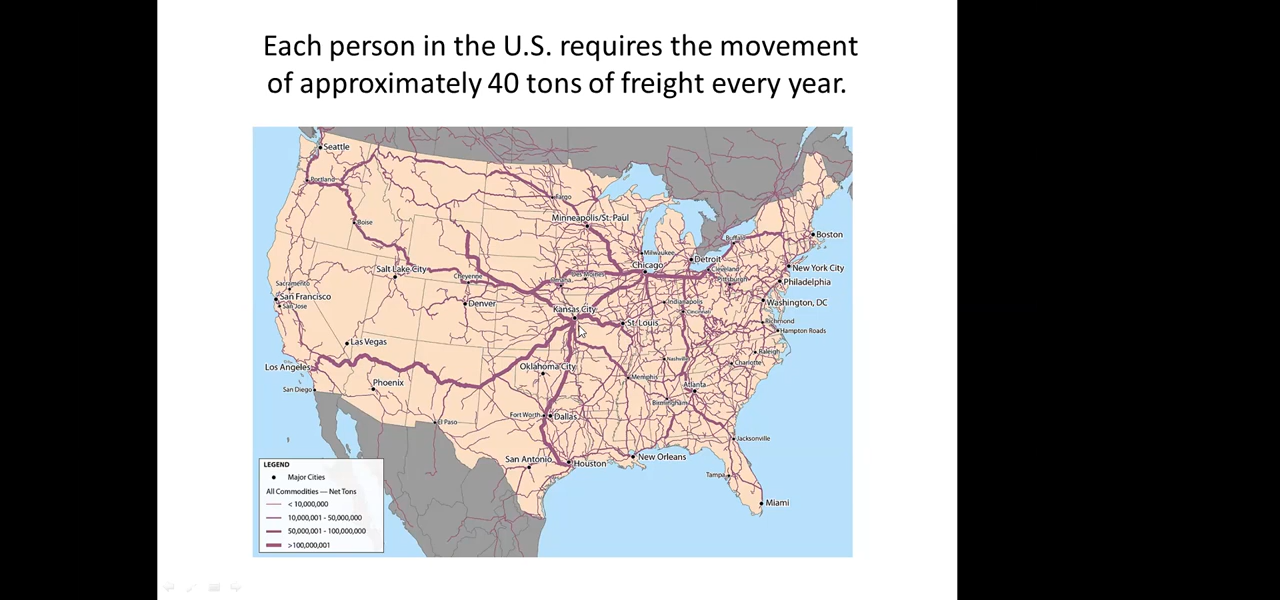 Each person in the U.S. requires the movement
of approximately 40 tons of freight every year.
Seattle
Portland
Fargo
Minneapolis/St. Paul
Boise
Buffalo
Boston
Milwaukee
Detroit
Chicago
Salt Lake City
Cheyenne
Omaha
Des Moines
Cleveland
New York City
Pittsburgh
Philadelphia
Sacramento
San Francisco
San Jose
Denver
Kansas City
Indianapolis
Cincinnati
Washington, DC
St. Louis
Richmond
Hampton Roads
Las Vegas
Los Angeles
Nashville
Raleigh
Charlotte
Oklahoma City
Memphis
San Diego
Phoenix
Atlanta
Birmingham
El Paso
Fort Worth
Dallas
Jacksonville
San Antonio
Houston
New Orleans
Tampa
Miami
LEGEND
Major Cities
All Commodities — Net Tons
< 10,000,000
10,000,001 - 50,000,000
50,000,001 - 100,000,000
>100,000,001